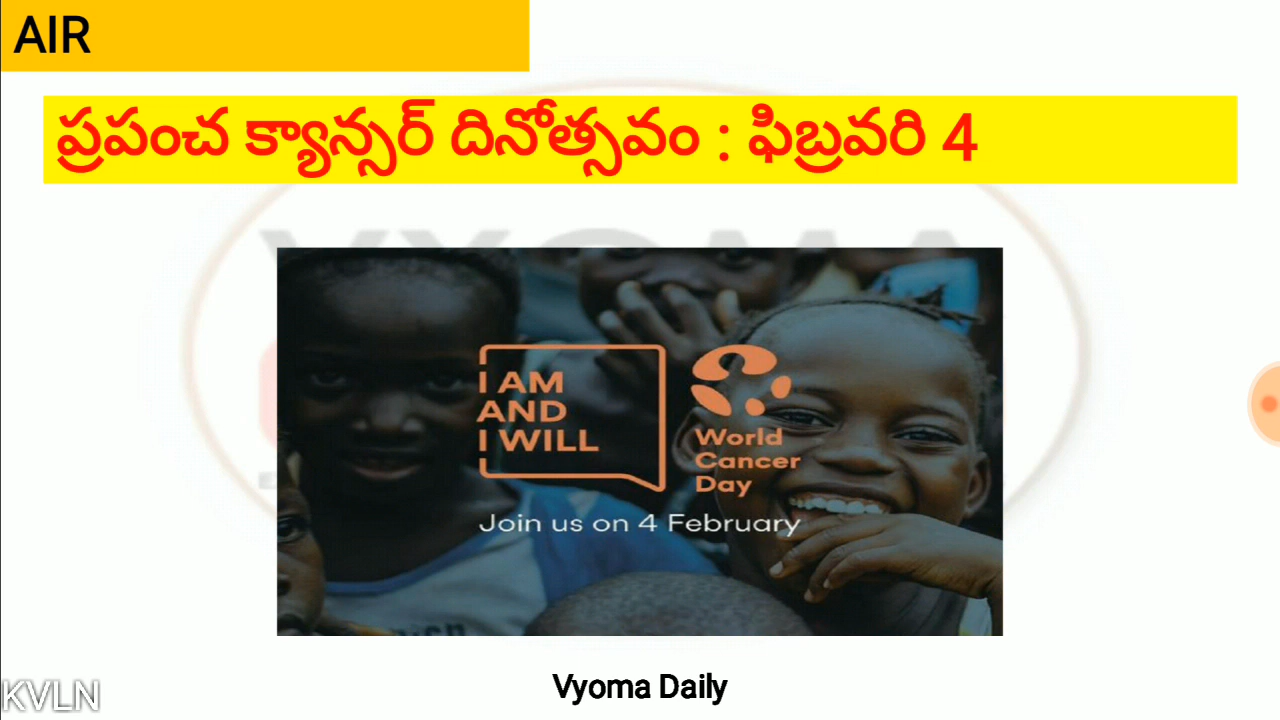 AIR
ప్రపంచ క్యాన్సర్ దినోత్సవం : ఫిబ్రవరి 4
VYOMA
I AM
AND
I WILL
World
Cancer
Day
Join us on 4 February
Vyoma Daily
KVLN